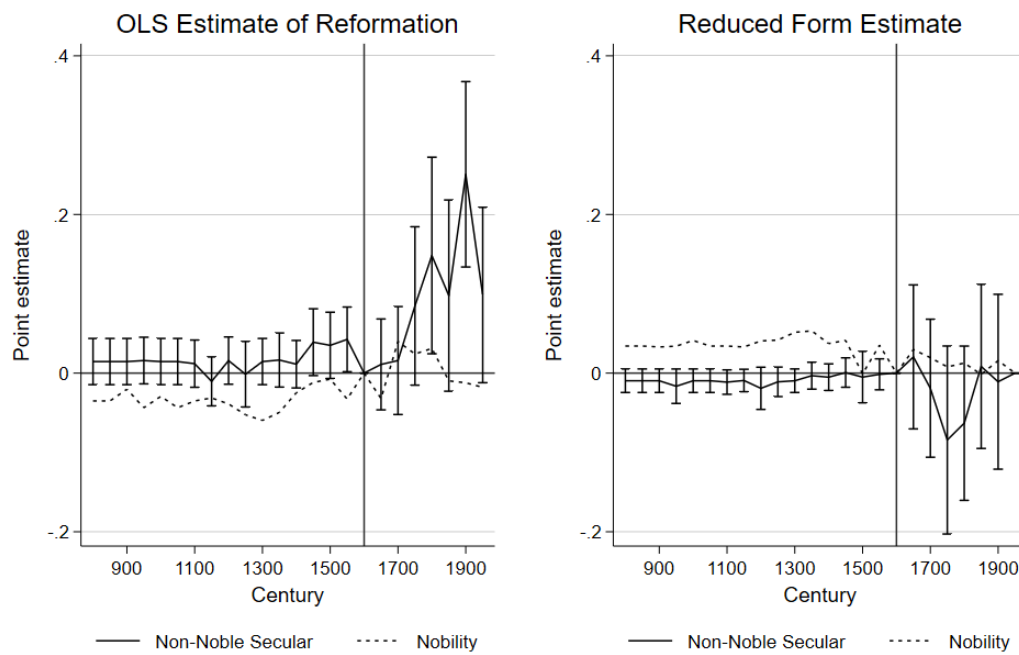 OLS Estimate of Reformation
Point estimate
.4
.2
0
-.2
900 1100 1300 1500 1700 1900
Century
Non-Noble Secular Nobility
Reduced Form Estimate
Point estimate
.4
.2
0
-.2
900 1100 1300 1500 1700 1900
Century
Non-Noble Secular Nobility